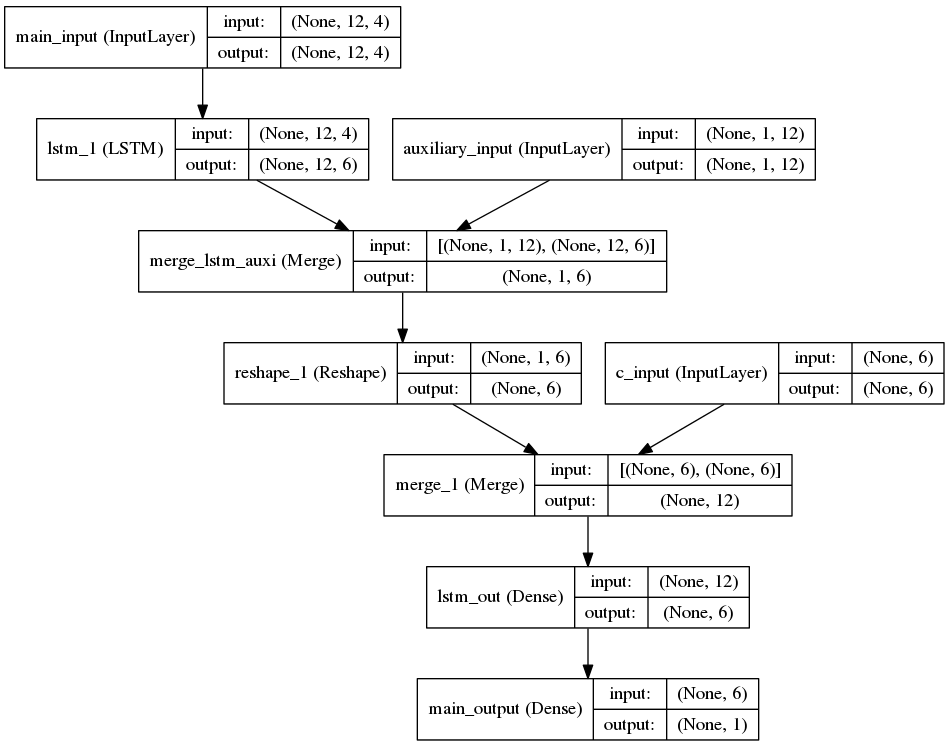 main_input (InputLayer)
input:
(None, 12, 4)
output:
(None, 12, 4)
lstm_1 (LSTM)
input:
(None, 12, 4)
output:
(None, 12, 6)
auxiliary_input (InputLayer)
input:
(None, 1, 12)
output:
(None, 1, 12)
merge_lstm_auxi (Merge)
input:
[(None, 1, 12), (None, 12, 6)]
output:
(None, 1, 6)
reshape_1 (Reshape)
input:
(None, 1, 6)
output:
(None, 6)
c_input (InputLayer)
input:
(None, 6)
output:
(None, 6)
merge_1 (Merge)
input:
[(None, 6), (None, 6)]
output:
(None, 12)
lstm_out (Dense)
input:
(None, 12)
output:
(None, 6)
main_output (Dense)
input:
(None, 6)
output:
(None, 1)